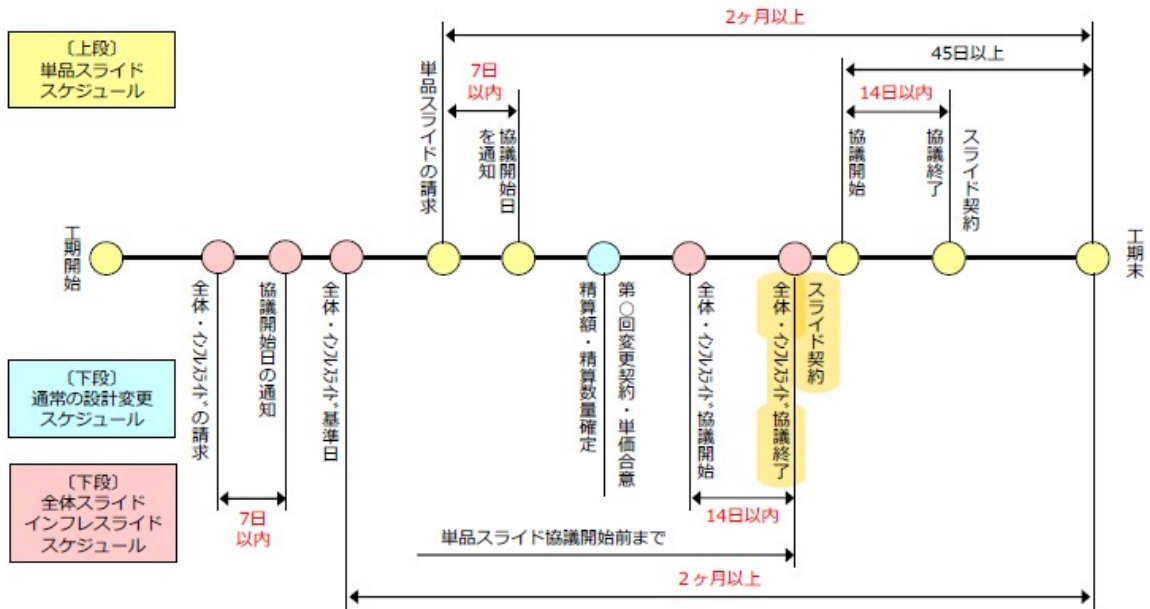 2ヶ月以上
〔上段〕
単品スライド
スケジュール
45日以上
7日
以内
14日以内
単品スライドの請求
協議開始日
を通知
協議開始
協議終了
スライド契約
工期開始
工期末
全体・インフレスライドの請求
協議開始日の通知
全体・インフレスライド基準日
第○回変更契約・単価合意
精算額・精算数量確定
全体・インフレスライド協議開始
スライド契約
全体・インフレスライド協議終了
〔下段〕
通常の設計変更
スケジュール
〔下段〕
全体スライド
インフレスライド
スケジュール
7日
以内
14日以内
単品スライド協議開始前まで
2ヶ月以上